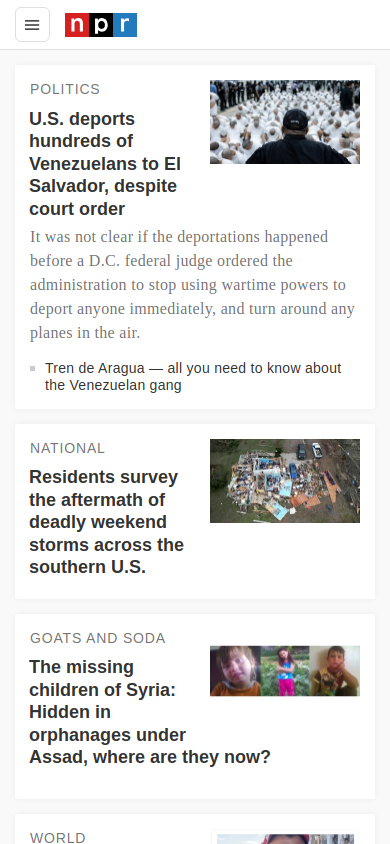 npr
POLITICS
U.S. deports
hundreds of
Venezuelans to El
Salvador, despite
court order
It was not clear if the deportations happened
before a D.C. federal judge ordered the
administration to stop using wartime powers to
deport anyone immediately, and turn around any
planes in the air.
Tren de Aragua — all you need to know about
the Venezuelan gang
NATIONAL
Residents survey
the aftermath of
deadly weekend
storms across the
southern U.S.
GOATS AND SODA
The missing
children of Syria:
Hidden in
orphanages under
Assad, where are they now?
WORLD